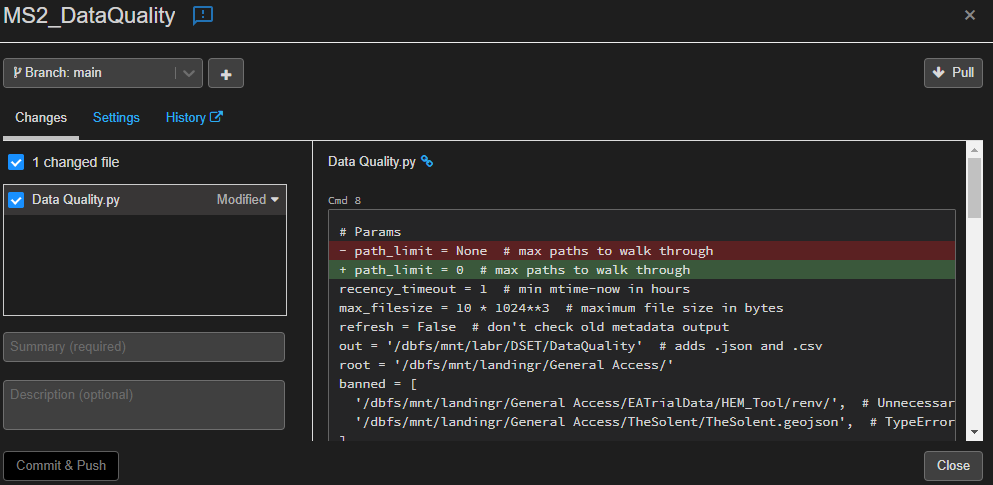 MS2_DataQuality
Branch: main
Pull
Changes
Settings
History
1 changed file
Data Quality.py
Modified
Summary (required)
Description (optional)
Commit & Push
Data Quality.py
Cmd 8
# Params
- path_limit = None  # max paths to walk through
+ path_limit = 0  # max paths to walk through
recency_timeout = 1  # min mtime-now in hours
max_filesize = 10 * 1024**3  # maximum file size in bytes
refresh = False  # don't check old metadata output
out = '/dbfs/mnt/labr/DSET/DataQuality'  # adds .json and .csv
root = '/dbfs/mnt/landingr/General Access/'
banned = [
'/dbfs/mnt/landingr/General Access/EATrialData/HEM_Tool/renv/',  # Unnecessar
'/dbfs/mnt/landingr/General Access/TheSolent/TheSolent.geojson',  # TypeError
]
Close